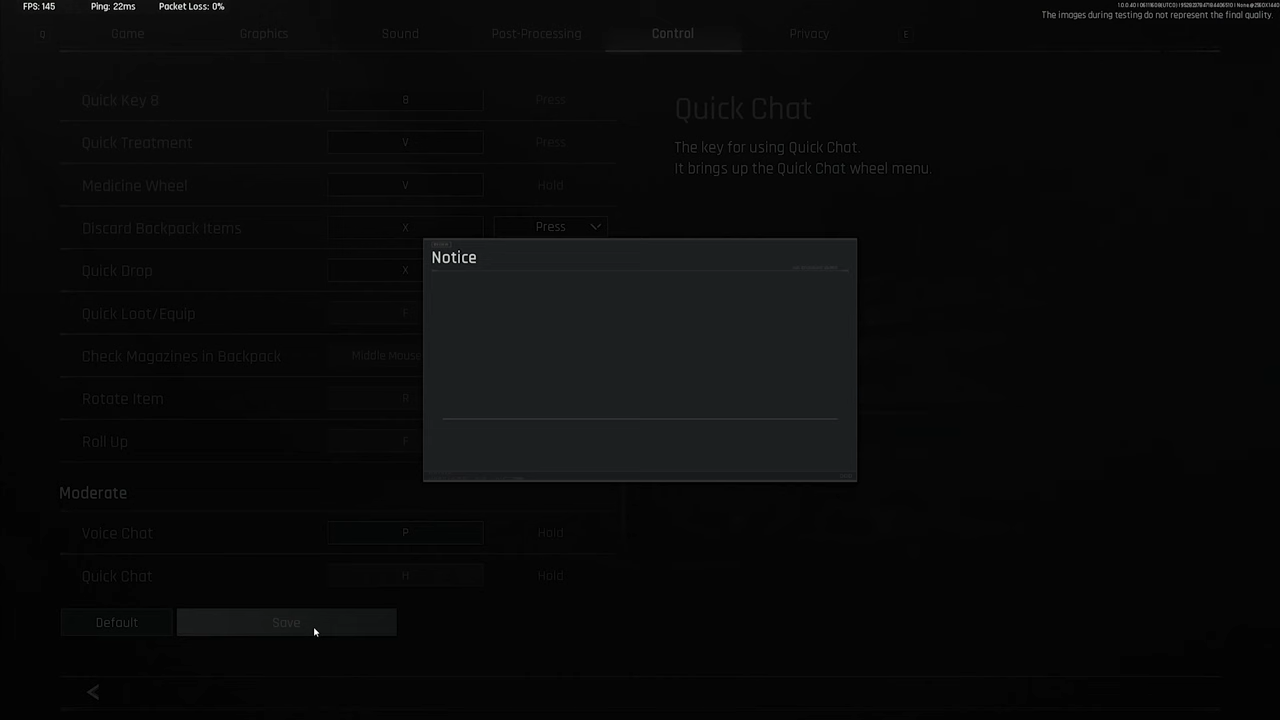 FPS: 145 Ping: 22ms Packet Loss: 0%
The images during testing do not represent the final quality.
Q Game Graphics Sound Post-Processing Control Privacy E
Quick Key 8 8 Press
Quick Treatment V Press
Medicine Wheel V Hold
Discard Backpack Items X Press
Quick Drop X
Quick Loot/Equip F
Check Magazines in Backpack Middle Mouse
Rotate Item R
Roll Up F
Moderate
Voice Chat P Hold
Quick Chat H Hold
Default Save
Quick Chat
The key for using Quick Chat.
It brings up the Quick Chat wheel menu.
Notice